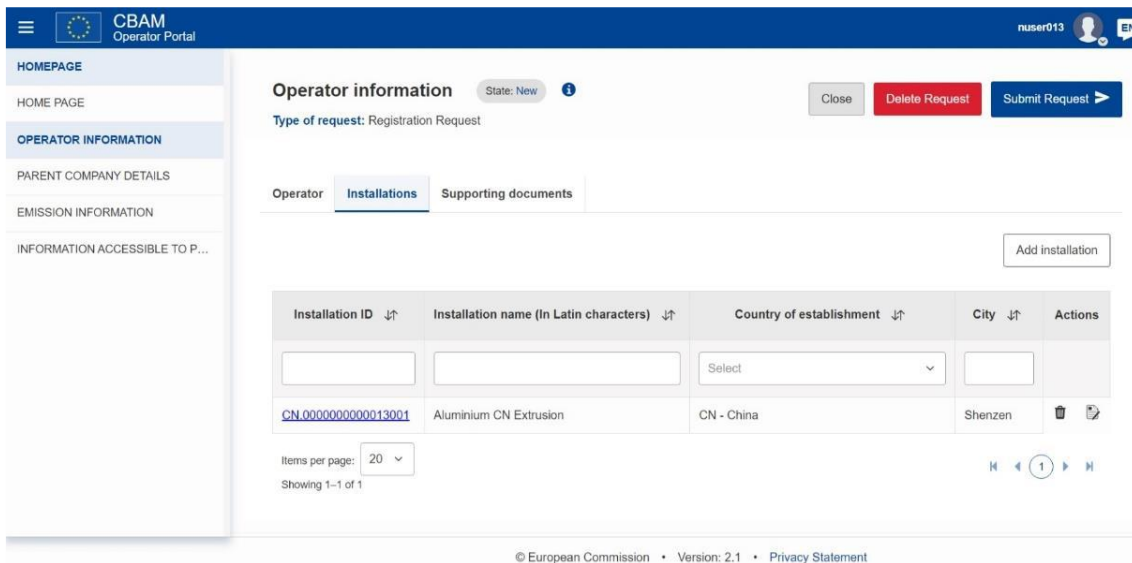 CBAM
Operator Portal
nuser013
EN
HOMEPAGE
HOME PAGE
OPERATOR INFORMATION
PARENT COMPANY DETAILS
EMISSION INFORMATION
INFORMATION ACCESSIBLE TO P...
Operator information State: New
Close Delete Request Submit Request
Type of request: Registration Request
Operator Installations Supporting documents
Add installation
Installation ID Installation name (In Latin characters) Country of establishment City Actions
Select
CN.0000000000013001 Aluminium CN Extrusion CN - China Shenzen
Items per page: 20
Showing 1–1 of 1
1
© European Commission • Version: 2.1 • Privacy Statement